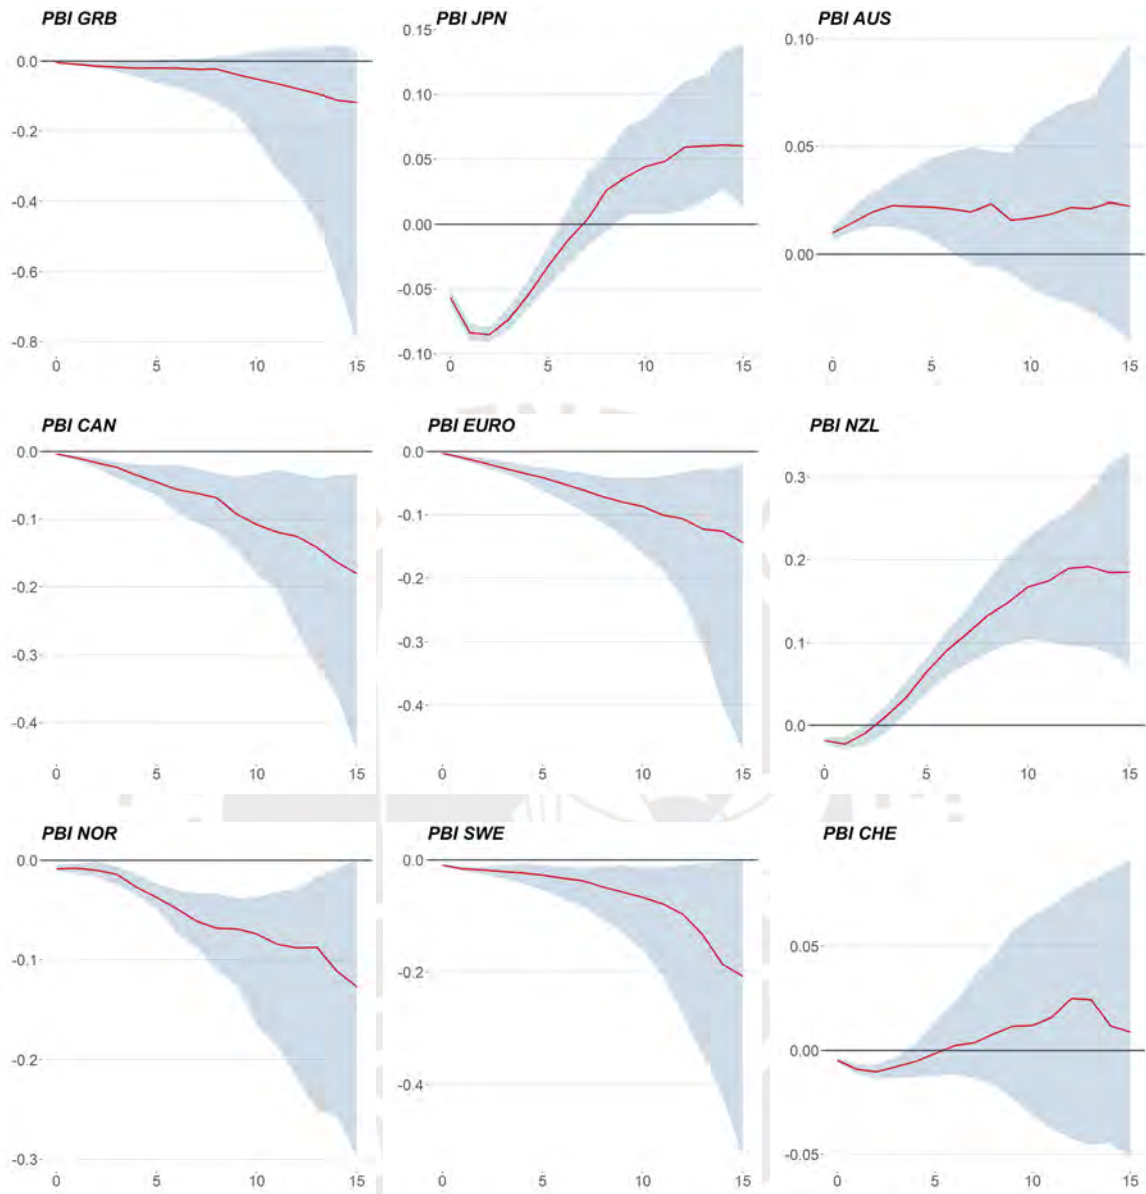 PBI GRB
0.0
-0.2
-0.4
-0.6
-0.8
0 5 10 15
PBI JPN
0.15
0.10
0.05
0.00
-0.05
-0.10
0 5 10 15
PBI AUS
0.10
0.05
0.00
0 5 10 15
PBI CAN
0.0
-0.1
-0.2
-0.3
-0.4
0 5 10 15
PBI EURO
0.0
-0.1
-0.2
-0.3
-0.4
0 5 10 15
PBI NZL
0.3
0.2
0.1
0.0
0 5 10 15
PBI NOR
0.0
-0.1
-0.2
-0.3
0 5 10 15
PBI SWE
0.0
-0.2
-0.4
0 5 10 15
PBI CHE
0.05
0.00
-0.05
0 5 10 15